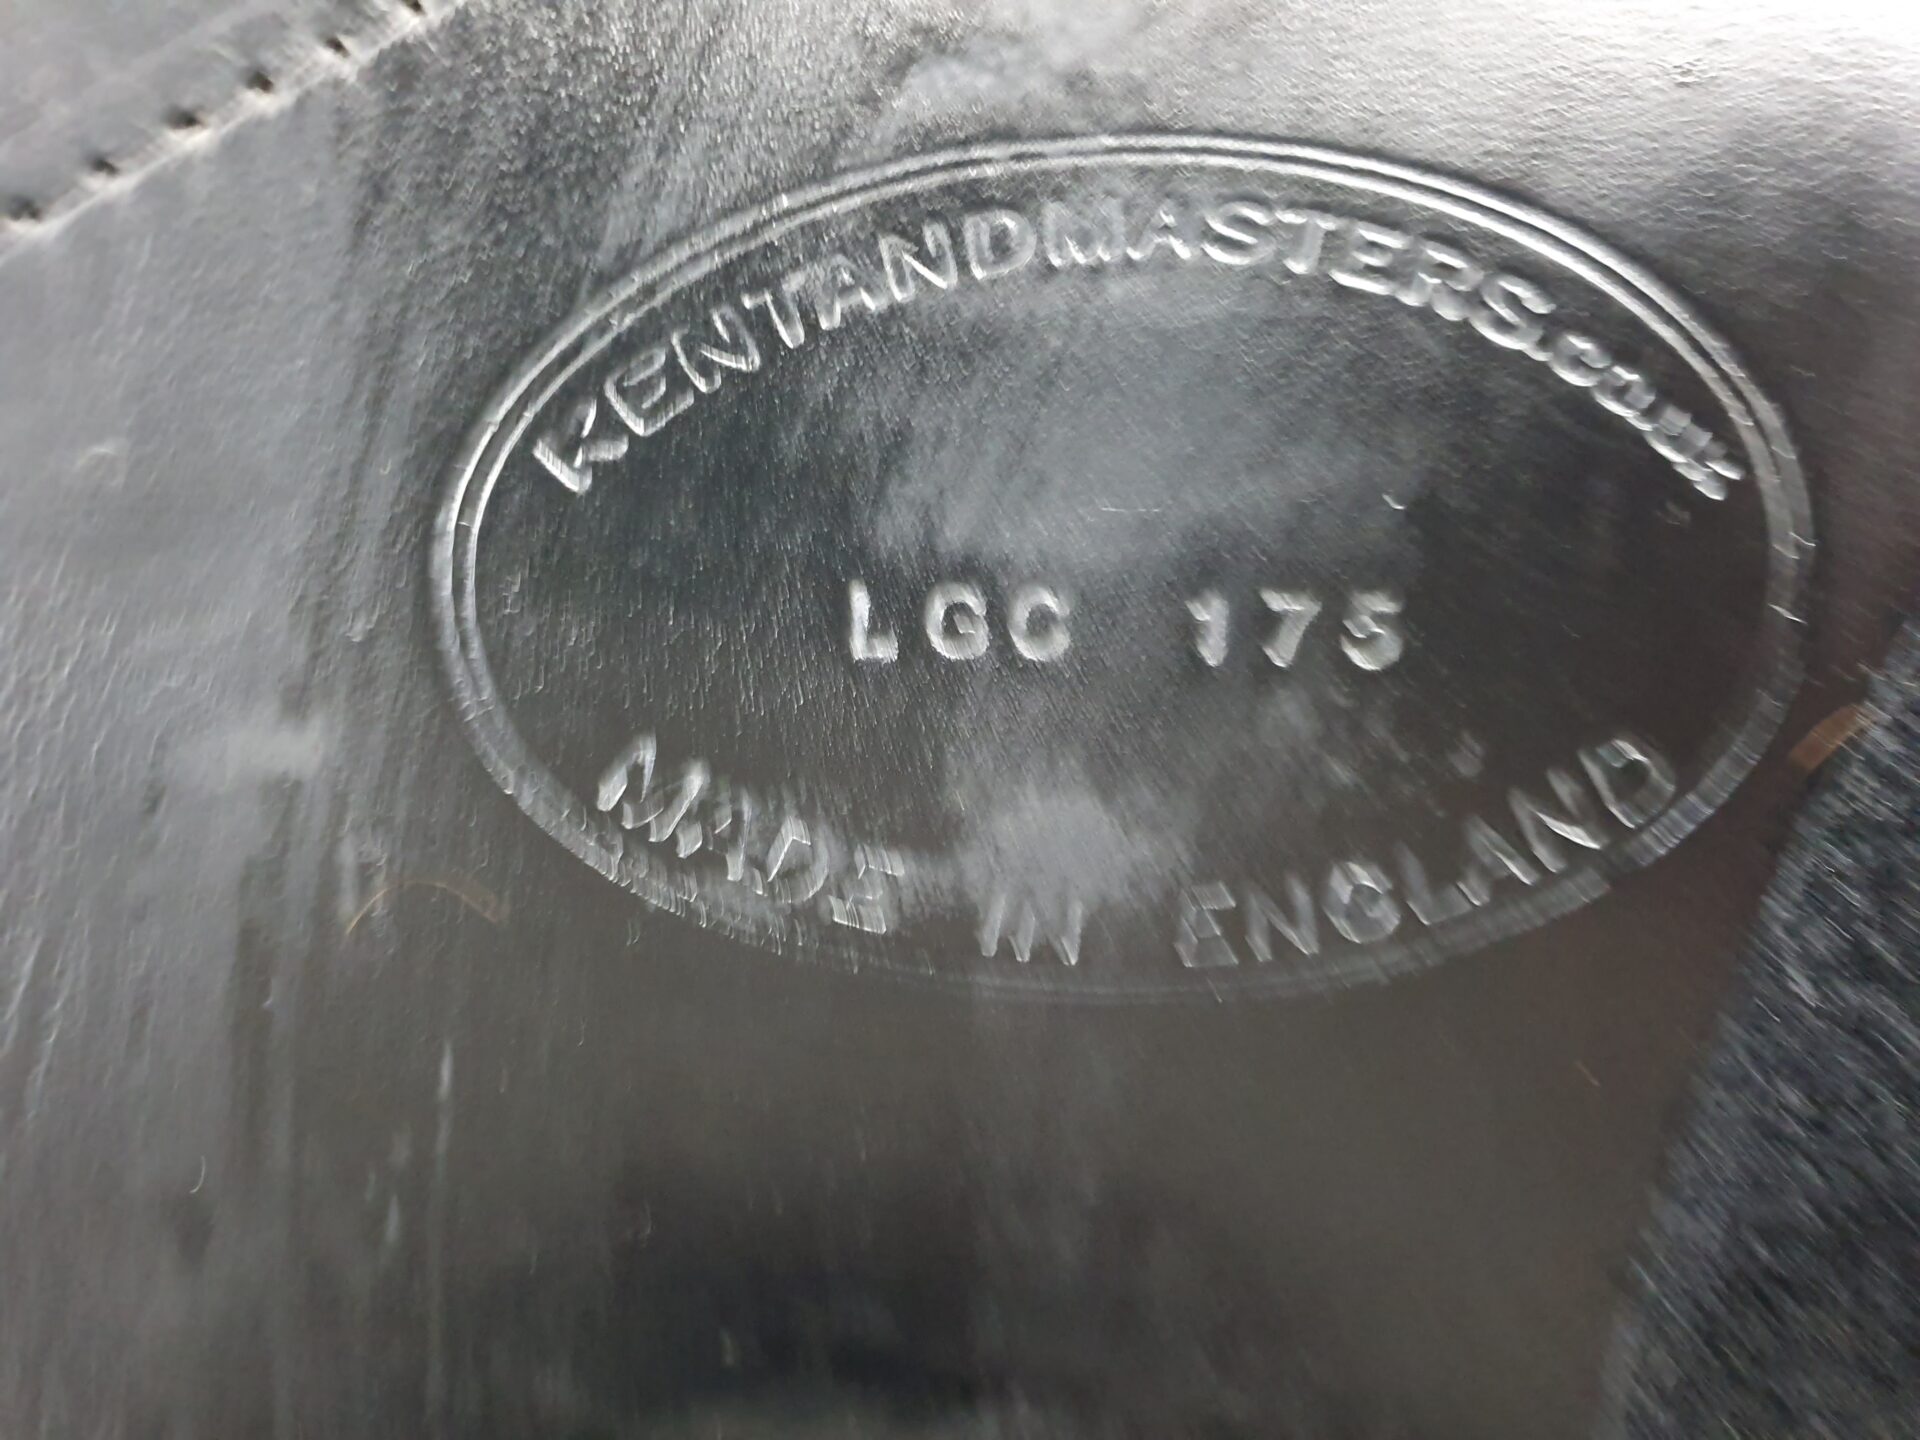 KENTANDMASTERS.co.uk
LGC 175
MADE IN ENGLAND